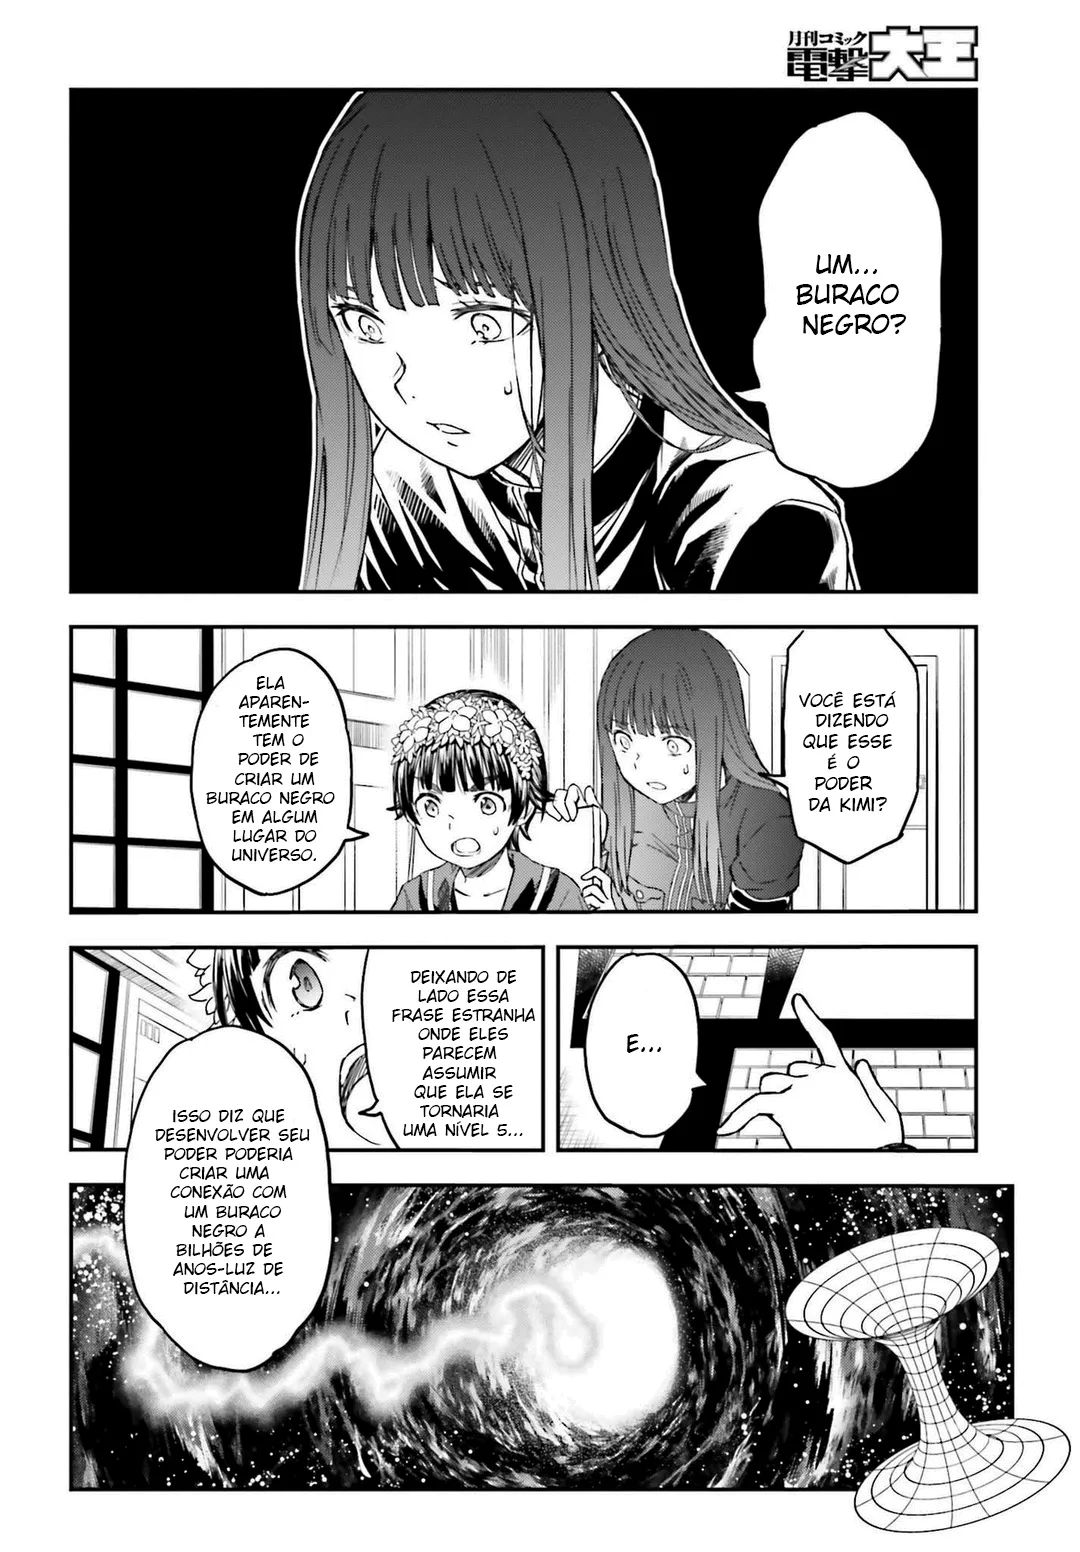 月刊コミック
電撃大王
UM...
BURACO
NEGRO?
VOCÊ ESTÁ
DIZENDO
QUE ESSE
É O
PODER
DA KIMI?
ELA
APAREN-
TEMENTE
TEM O
PODER DE
CRIAR UM
BURACO NEGRO
EM ALGUM
LUGAR DO
UNIVERSO.
E...
DEIXANDO DE
LADO ESSA
FRASE ESTRANHA
ONDE ELES
PARECEM
ASSUMIR
QUE ELA SE
TORNARIA
UMA NÍVEL 5...
ISSO DIZ QUE
DESENVOLVER SEU
PODER PODERIA
CRIAR UMA
CONEXÃO COM
UM BURACO
NEGRO A
BILHÕES DE
ANOS-LUZ DE
DISTÂNCIA...